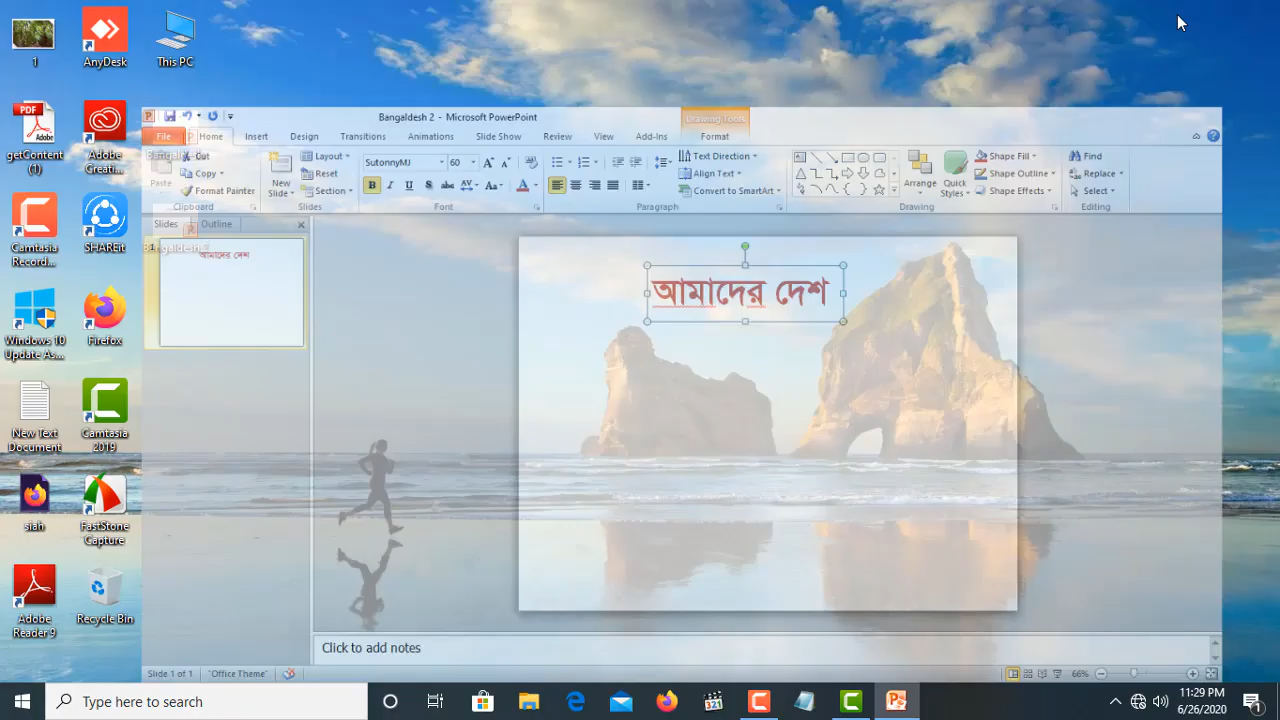 1
AnyDesk
This PC
getContent (1)
Adobe Creati...
Camtasia Record...
SHAREit
Windows 10 Update As...
Firefox
New Text Document
Camtasia 2019
siah
FastStone Capture
Adobe Reader 9
Recycle Bin
Bangaldesh 2
Bangaldesh 2 - Microsoft PowerPoint
Drawing Tools
File Home Insert Design Transitions Animations Slide Show Review View Add-Ins Format
Paste
Cut
Copy
Format Painter
Clipboard
New Slide
Layout
Reset
Section
Slides
SutonnyMJ 60
Font
Text Direction
Align Text
Convert to SmartArt
Paragraph
Arrange
Quick Styles
Shape Fill
Shape Outline
Shape Effects
Drawing
Find
Replace
Select
Editing
Slides Outline
1
আমাদের দেশ
আমাদের দেশ
Click to add notes
Slide 1 of 1 "Office Theme" 66%
Type here to search
321
11:29 PM
6/26/2020
1